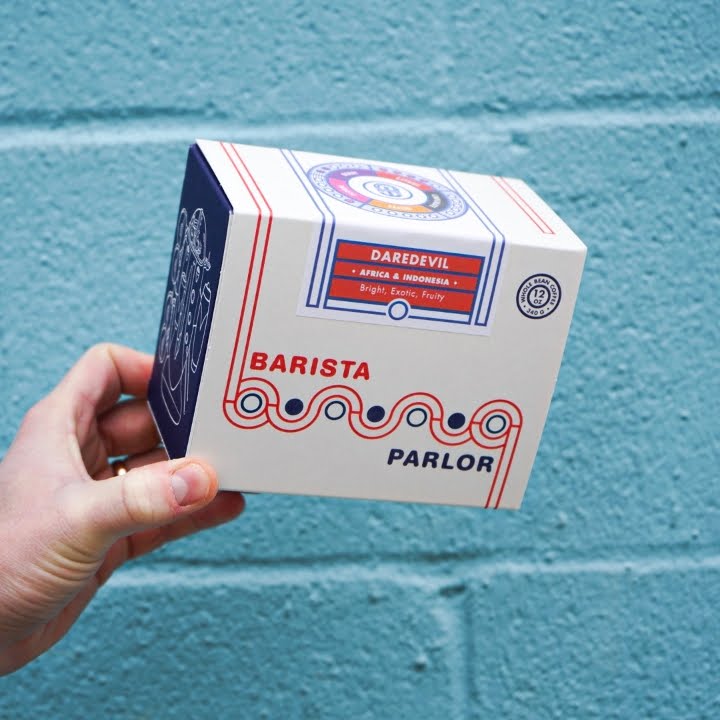 DAREDEVIL
• AFRICA & INDONESIA •
Bright, Exotic, Fruity
WHOLE BEAN COFFEE
12
OZ
340 G
BARISTA
PARLOR